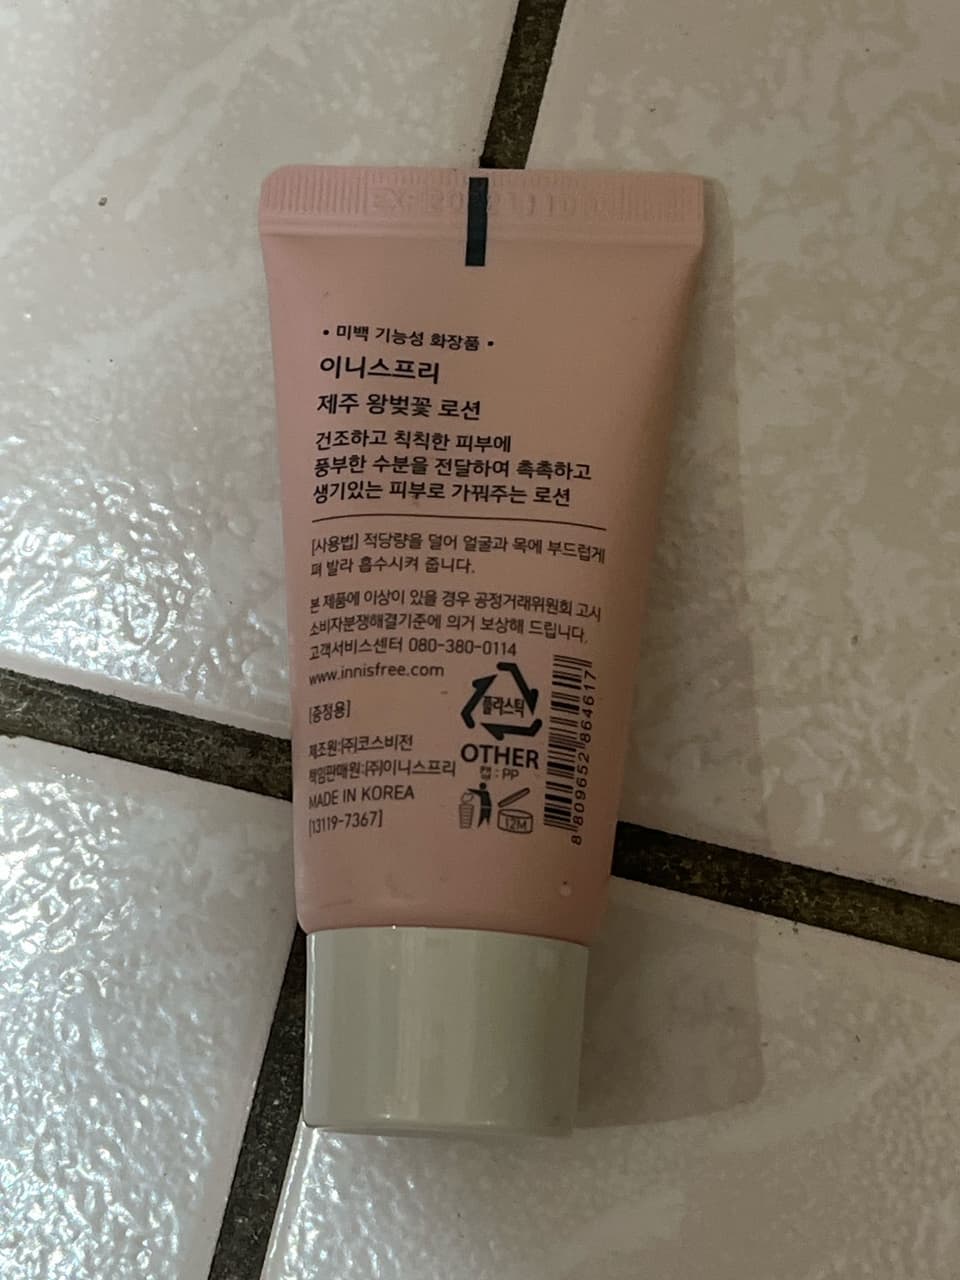 • 미백 기능성 화장품 •
이니스프리
제주 왕벚꽃 로션
건조하고 칙칙한 피부에
풍부한 수분을 전달하여 촉촉하고
생기있는 피부로 가꿔주는 로션
[사용법] 적당량을 덜어 얼굴과 목에 부드럽게
펴 발라 흡수시켜 줍니다.
본 제품에 이상이 있을 경우 공정거래위원회 고시
소비자분쟁해결기준에 의거 보상해 드립니다.
고객서비스센터 080-380-0114
www.innisfree.com
[증정용]
제조원:(주)코스비전
책임판매원:(주)이니스프리
MADE IN KOREA
[13119-7367]
플라스틱
OTHER
캡 : PP
12M
8 809652 864617